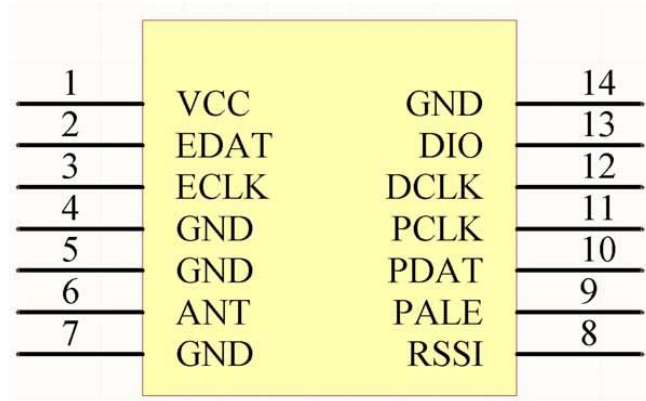 1 VCC GND 14
2 EDAT DIO 13
3 ECLK DCLK 12
4 GND PCLK 11
5 GND PDAT 10
6 ANT PALE 9
7 GND RSSI 8